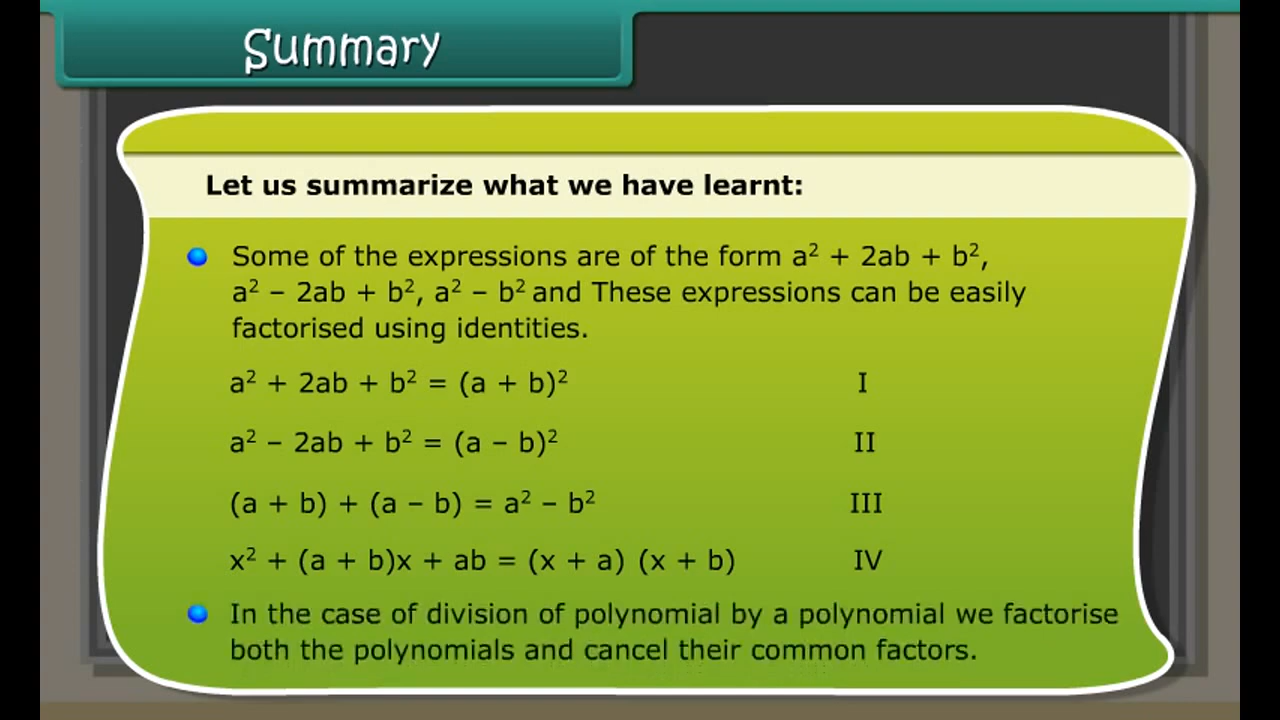 Summary
Let us summarize what we have learnt:
Some of the expressions are of the form a² + 2ab + b²,
a² – 2ab + b², a² – b² and These expressions can be easily
factorised using identities.
a² + 2ab + b² = (a + b)² I
a² – 2ab + b² = (a – b)² II
(a + b) + (a – b) = a² – b² III
x² + (a + b)x + ab = (x + a) (x + b) IV
In the case of division of polynomial by a polynomial we factorise
both the polynomials and cancel their common factors.